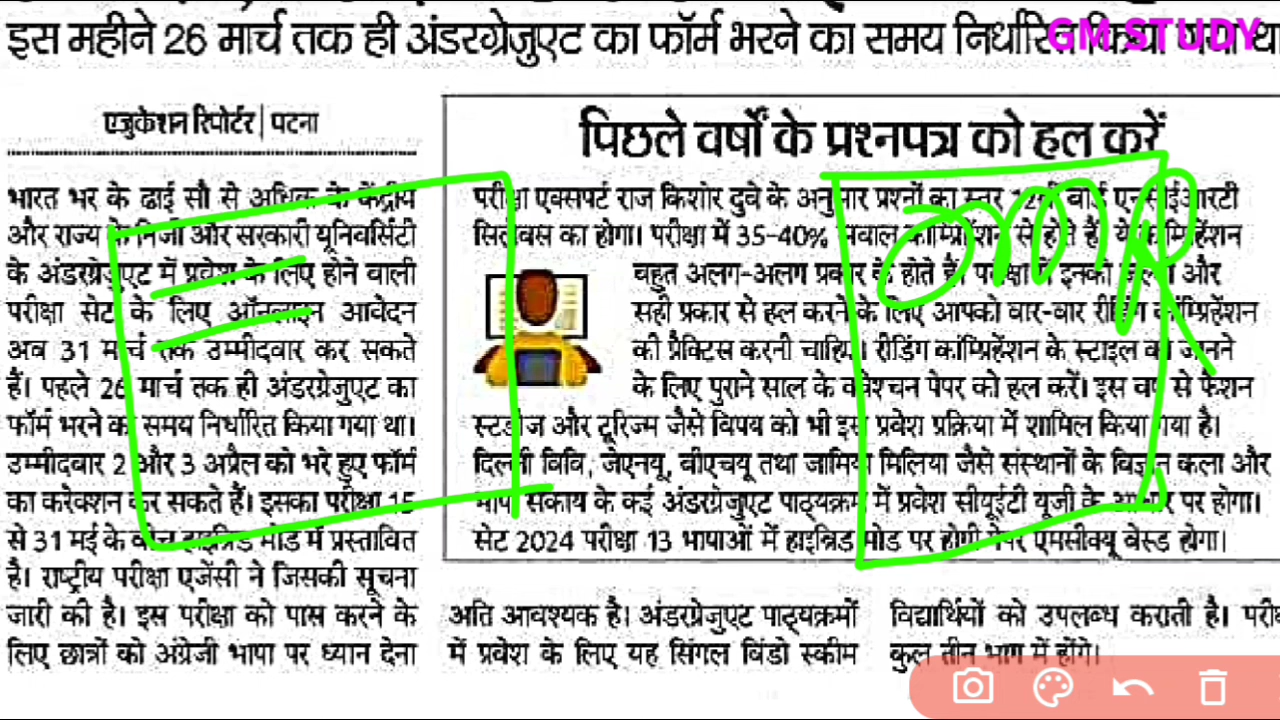 इस महीने 26 मार्च तक ही अंडरग्रेजुएट का फॉर्म भरने का समय निर्धारित किया गया था
GM STUDY
एजुकेशन रिपोर्टर | पटना
भारत भर के ढाई सौ से अधिक के केंद्रीय
और राज्य के निजी और सरकारी यूनिवर्सिटी
के अंडरग्रेजुएट में प्रवेश के लिए होने वाली
परीक्षा सेट के लिए ऑनलाइन आवेदन
अब 31 मार्च तक उम्मीदवार कर सकते
हैं। पहले 26 मार्च तक ही अंडरग्रेजुएट का
फॉर्म भरने का समय निर्धारित किया गया था।
उम्मीदवार 2 और 3 अप्रैल को भरे हुए फॉर्म
का करेक्शन कर सकते हैं। इसका परीक्षा 15
से 31 मई के बीच हाइब्रिड मोड में प्रस्तावित
है। राष्ट्रीय परीक्षा एजेंसी ने जिसकी सूचना
जारी की है। इस परीक्षा को पास करने के
लिए छात्रों को अंग्रेजी भाषा पर ध्यान देना
पिछले वर्षों के प्रश्नपत्र को हल करें
परीक्षा एक्सपर्ट राज किशोर दुबे के अनुसार प्रश्नों का स्तर 12वीं बोर्ड एनसीईआरटी
सिलेबस का होगा। परीक्षा में 35-40% सवाल कॉम्प्रिहेंशन से होते हैं। ये कॉम्प्रिहेंशन
बहुत अलग-अलग प्रकार के होते हैं। परीक्षा में इनको जल्दी और
सही प्रकार से हल करने के लिए आपको बार-बार रीडिंग कॉम्प्रिहेंशन
की प्रैक्टिस करनी चाहिए। रीडिंग कॉम्प्रिहेंशन के स्टाइल को जानने
के लिए पुराने साल के क्वेश्चन पेपर को हल करें। इस वर्ष से फैशन
स्टडीज और टूरिज्म जैसे विषय को भी इस प्रवेश प्रक्रिया में शामिल किया गया है।
दिल्ली विवि, जेएनयू, बीएचयू तथा जामिया मिलिया जैसे संस्थानों के विज्ञान कला और
भाषा संकाय के कई अंडरग्रेजुएट पाठ्यक्रम में प्रवेश सीयूईटी यूजी के आधार पर होगा।
सेट 2024 परीक्षा 13 भाषाओं में हाइब्रिड मोड पर होगी पेपर एमसीक्यू बेस्ड होगा।
अति आवश्यक है। अंडरग्रेजुएट पाठ्यक्रमों
में प्रवेश के लिए यह सिंगल विंडो स्कीम
विद्यार्थियों को उपलब्ध कराती है।
कुल तीन भाग में होंगे।